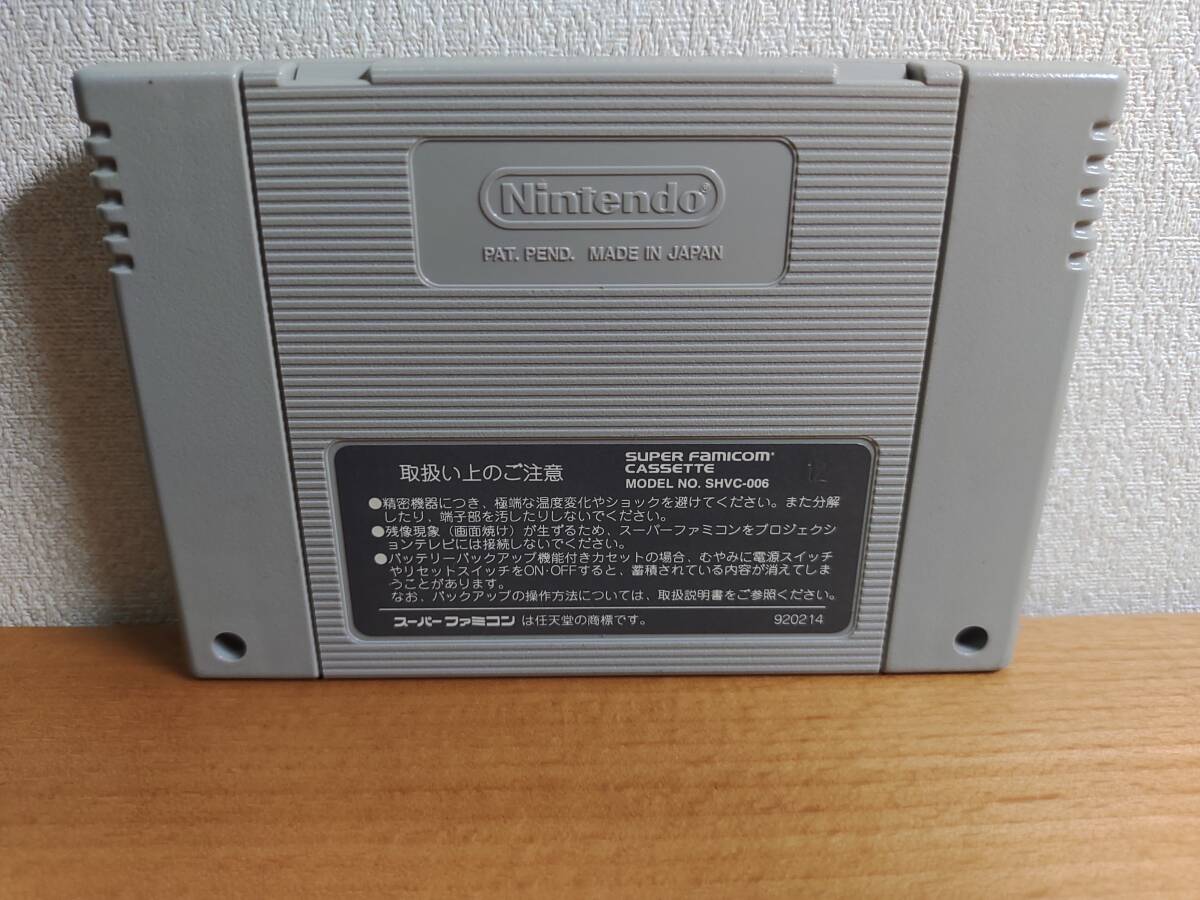 Nintendo®
PAT. PEND. MADE IN JAPAN
取扱い上のご注意
SUPER FAMICOM
CASSETTE
MODEL NO. SHVC-006
12
●精密機器につき、極端な温度変化やショックを避けてください。また分解
したり、端子部を汚したりしないでください。
●残像現象（画面焼け）が生ずるため、スーパーファミコンをプロジェクシ
ョンテレビには接続しないでください。
●バッテリーバックアップ機能付きカセットの場合、むやみに電源スイッチ
やリセットスイッチをON･OFFすると、蓄積されている内容が消えてしま
うことがあります。
なお、バックアップの操作方法については、取扱説明書をご参照ください。
スーパーファミコン は任天堂の商標です。 920214